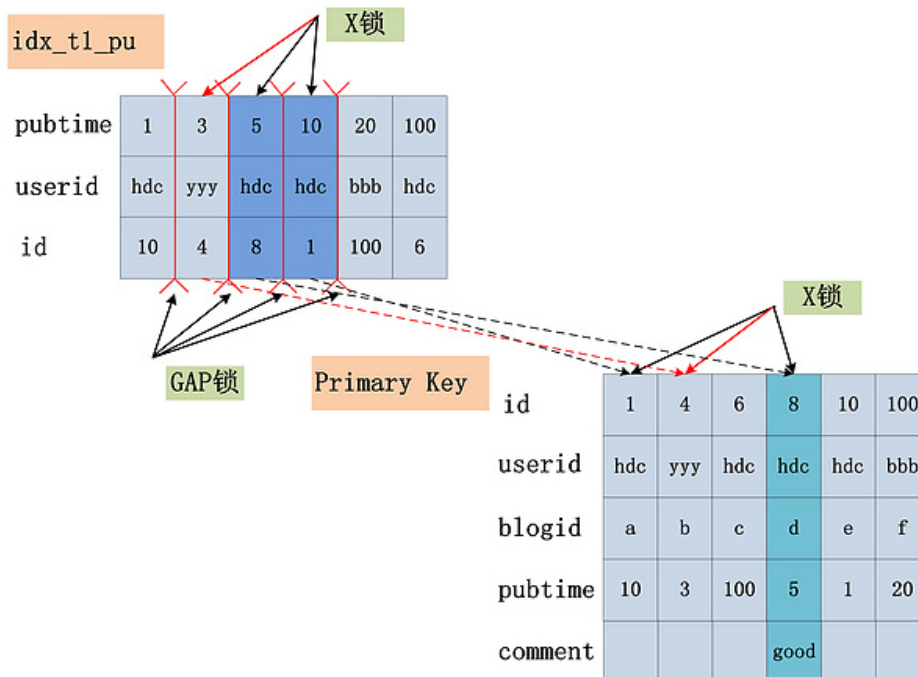 idx_t1_pu
X锁
pubtime 1 3 5 10 20 100
userid hdc yyy hdc hdc bbb hdc
id 10 4 8 1 100 6
GAP锁
Primary Key
X锁
id 1 4 6 8 10 100
userid hdc yyy hdc hdc hdc bbb
blogid a b c d e f
pubtime 10 3 100 5 1 20
comment good